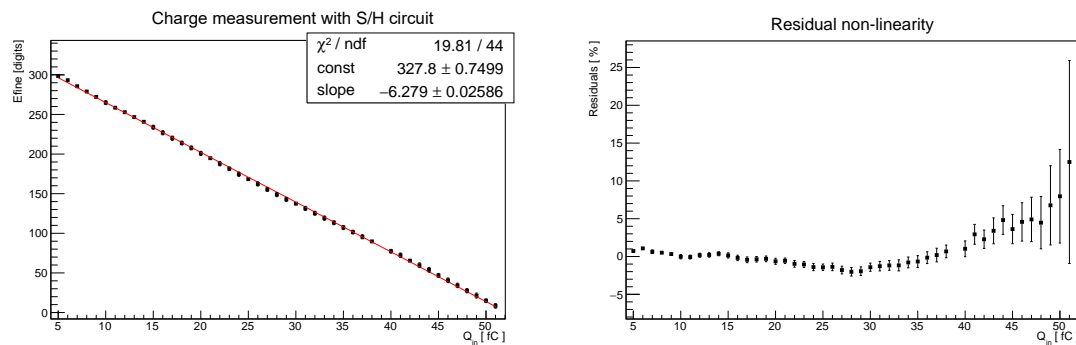 Charge measurement with S/H circuit
χ² / ndf 19.81 / 44
const 327.8 ± 0.7499
slope −6.279 ± 0.02586
Efine [digits]
300
250
200
150
100
50
0
5 10 15 20 25 30 35 40 45 50
Q_in [ fC ]
Residual non-linearity
Residuals [ % ]
25
20
15
10
5
0
−5
5 10 15 20 25 30 35 40 45 50
Q_in [ fC ]